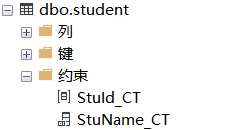 dbo.student
列
键
约束
StuId_CT
StuName_CT